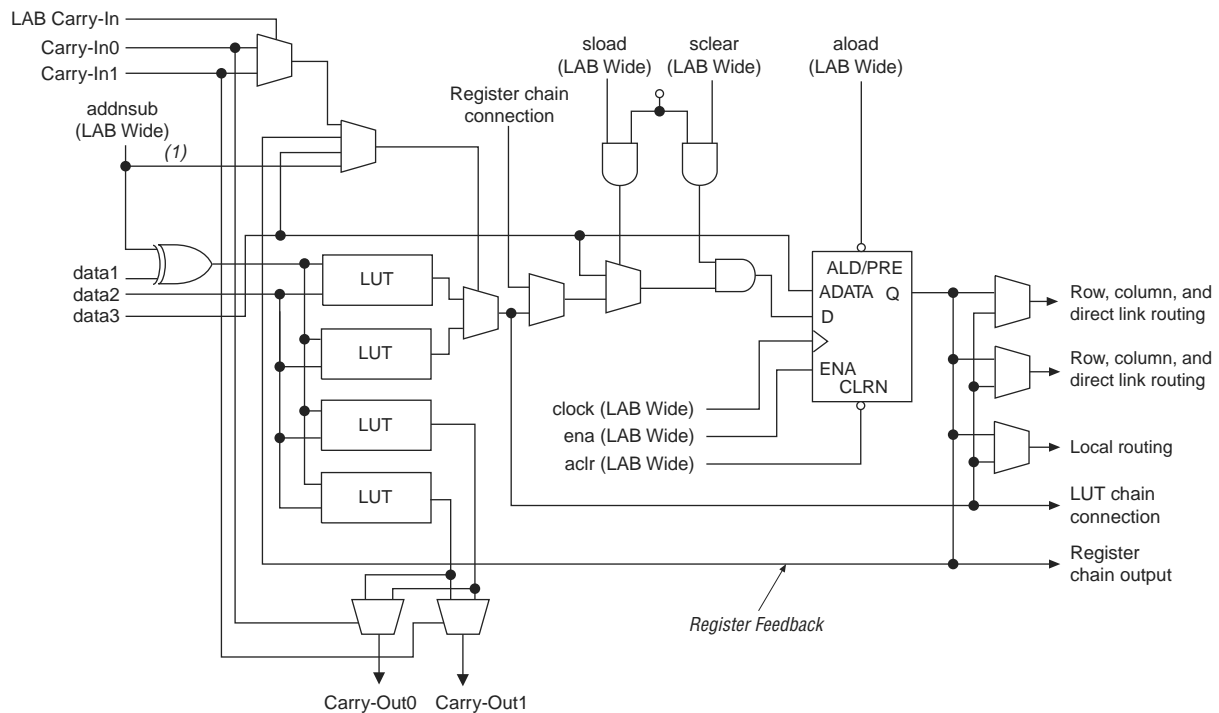 LAB Carry-In
Carry-In0
Carry-In1
addnsub
(LAB Wide)
(1)
data1
data2
data3
LUT
LUT
LUT
LUT
Register chain
connection
sload
(LAB Wide)
sclear
(LAB Wide)
aload
(LAB Wide)
ALD/PRE
ADATA Q
D
ENA
CLRN
clock (LAB Wide)
ena (LAB Wide)
aclr (LAB Wide)
Row, column, and
direct link routing
Row, column, and
direct link routing
Local routing
LUT chain
connection
Register
chain output
Register Feedback
Carry-Out0
Carry-Out1